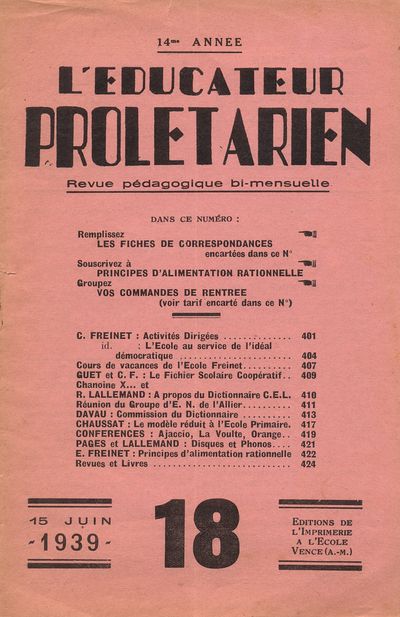 14me ANNEE
L'EDUCATEUR
PROLETARIEN
Revue pédagogique bi-mensuelle
DANS CE NUMÉRO :
Remplissez
LES FICHES DE CORRESPONDANCES
encartées dans ce N°
Souscrivez à
PRINCIPES D'ALIMENTATION RATIONNELLE
Groupez
VOS COMMANDES DE RENTREE
(voir tarif encarté dans ce N°)
C. FREINET : Activités Dirigées .............. 401
id. : L'Ecole au service de l'idéal
démocratique .................... 404
Cours de vacances de l'Ecole Freinet.......... 407
GUET et C. F. : Le Fichier Scolaire Coopératif.. 409
Chanoine X... et
R. LALLEMAND : A propos du Dictionnaire C.E.L. 410
Réunion du Groupe d'E. N. de l'Allier.......... 411
DAVAU : Commission du Dictionnaire .......... 413
CHAUSSAT : Le modèle réduit à l'Ecole Primaire. 417
CONFERENCES : Ajaccio, La Voulte, Orange.. 419
PAGES et LALLEMAND : Disques et Phonos.... 421
E. FREINET : Principes d'alimentation rationnelle 422
Revues et Livres ........................ 424
15 JUIN
-1939-
18
EDITIONS DE
L'IMPRIMERIE
A L'ECOLE
VENCE (A.-M.)